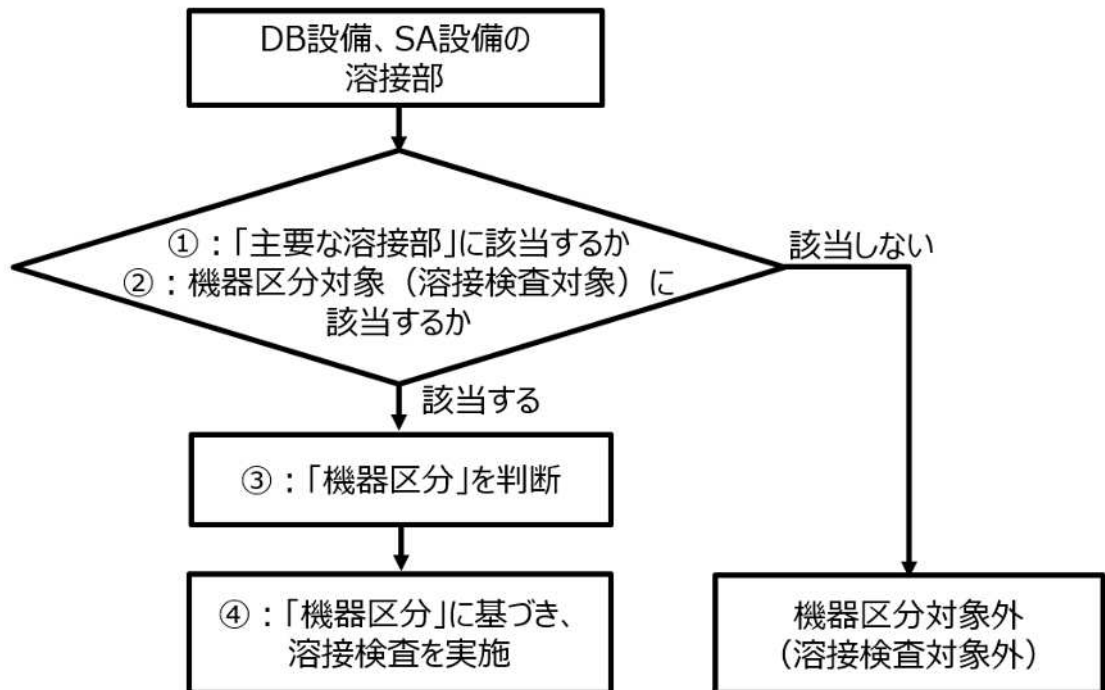 DB設備、SA設備の
溶接部
①：「主要な溶接部」に該当するか
②：機器区分対象（溶接検査対象）に
該当するか
該当しない
該当する
③：「機器区分」を判断
④：「機器区分」に基づき、
溶接検査を実施
機器区分対象外
（溶接検査対象外）